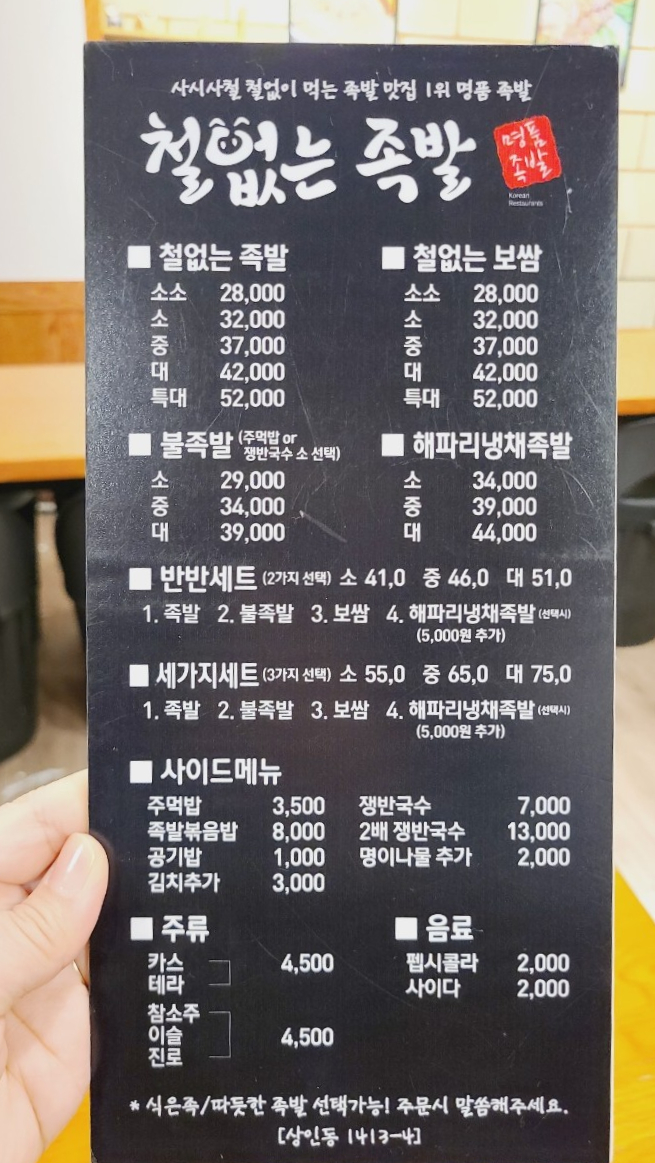 사시사철 철없이 먹는 족발 맛집 1위 명품 족발
철없는 족발
명품
족발
Korean
Restaurants
■ 철없는 족발
소소 28,000
소 32,000
중 37,000
대 42,000
특대 52,000
■ 철없는 보쌈
소소 28,000
소 32,000
중 37,000
대 42,000
특대 52,000
■ 불족발 (주먹밥 or
쟁반국수 소 선택)
소 29,000
중 34,000
대 39,000
■ 해파리냉채족발
소 34,000
중 39,000
대 44,000
■ 반반세트 (2가지 선택) 소 41,0 중 46,0 대 51,0
1. 족발 2. 불족발 3. 보쌈 4. 해파리냉채족발 (선택시)
(5,000원 추가)
■ 세가지세트 (3가지 선택) 소 55,0 중 65,0 대 75,0
1. 족발 2. 불족발 3. 보쌈 4. 해파리냉채족발 (선택시)
(5,000원 추가)
■ 사이드메뉴
주먹밥 3,500
족발볶음밥 8,000
공기밥 1,000
김치추가 3,000
쟁반국수 7,000
2배 쟁반국수 13,000
명이나물 추가 2,000
■ 주류
카스
테라
4,500
참소주
이슬
진로
4,500
■ 음료
펩시콜라 2,000
사이다 2,000
* 식은족/따듯한 족발 선택가능! 주문시 말씀해주세요.
[상인동 1413-4]